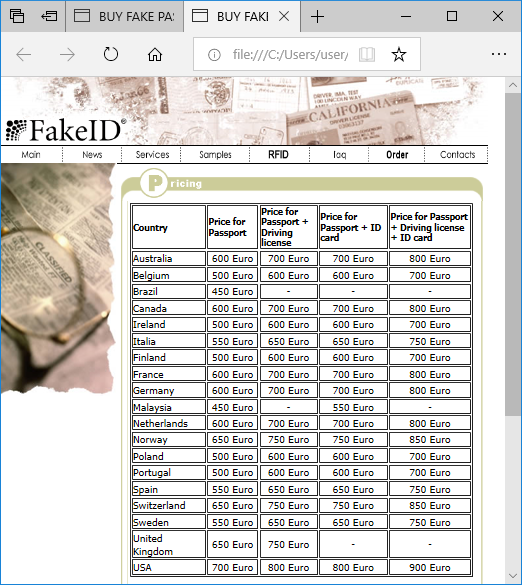 BUY FAKE PA
BUY FAKI
file:///C:/Users/user/
CALIFORNIA
FakeID®
Main News Services Samples RFID faq Order Contacts
Pricing
Country Price for Passport Price for Passport + Driving license Price for Passport + ID card Price for Passport + Driving license + ID card
Australia 600 Euro 700 Euro 700 Euro 800 Euro
Belgium 500 Euro 600 Euro 600 Euro 700 Euro
Brazil 450 Euro - - -
Canada 600 Euro 700 Euro 700 Euro 800 Euro
Ireland 500 Euro 600 Euro 600 Euro 700 Euro
Italia 550 Euro 650 Euro 650 Euro 750 Euro
Finland 500 Euro 600 Euro 600 Euro 700 Euro
France 600 Euro 700 Euro 700 Euro 800 Euro
Germany 600 Euro 700 Euro 700 Euro 800 Euro
Malaysia 450 Euro - 550 Euro -
Netherlands 600 Euro 700 Euro 700 Euro 800 Euro
Norway 650 Euro 750 Euro 750 Euro 850 Euro
Poland 500 Euro 600 Euro 600 Euro 700 Euro
Portugal 500 Euro 600 Euro 600 Euro 700 Euro
Spain 550 Euro 650 Euro 650 Euro 750 Euro
Switzerland 650 Euro 750 Euro 750 Euro 850 Euro
Sweden 550 Euro 650 Euro 650 Euro 750 Euro
United Kingdom 650 Euro 750 Euro - -
USA 700 Euro 800 Euro 800 Euro 900 Euro
CLASSIFIED